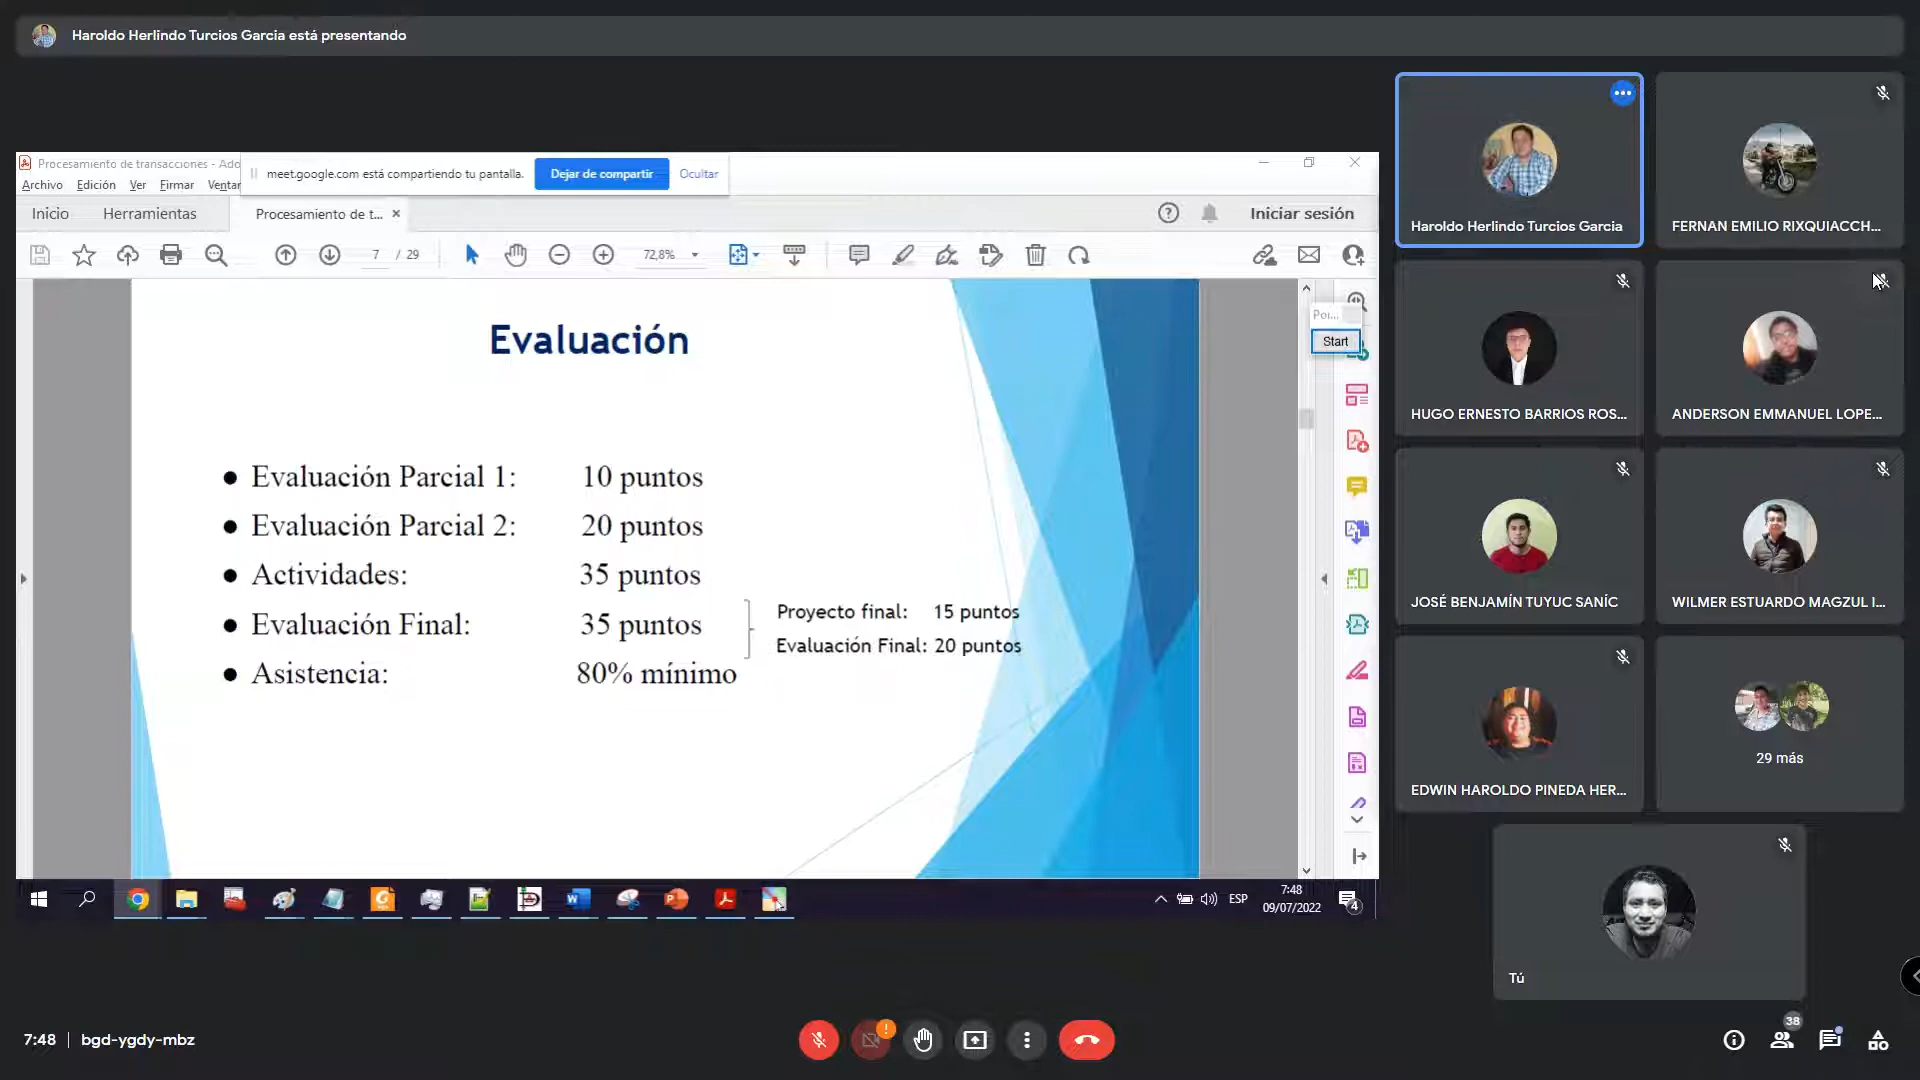 Haroldo Herlindo Turcios Garcia está presentando
Procesamiento de transacciones - Ado
meet.google.com está compartiendo tu pantalla.
Dejar de compartir
Ocultar
Archivo Edición Ver Firmar Ventar
Inicio Herramientas Procesamiento de t... Iniciar sesión
7 / 29 72,8%
Evaluación
Poi...
Start
● Evaluación Parcial 1: 10 puntos
● Evaluación Parcial 2: 20 puntos
● Actividades: 35 puntos
● Evaluación Final: 35 puntos
Proyecto final: 15 puntos
Evaluación Final: 20 puntos
● Asistencia: 80% mínimo
ESP
7:48
09/07/2022
4
Haroldo Herlindo Turcios Garcia
FERNAN EMILIO RIXQUIACCH...
HUGO ERNESTO BARRIOS ROS...
ANDERSON EMMANUEL LOPE...
JOSÉ BENJAMÍN TUYUC SANÍC
WILMER ESTUARDO MAGZUL I...
EDWIN HAROLDO PINEDA HER...
29 más
Tú
7:48 | bgd-ygdy-mbz
38